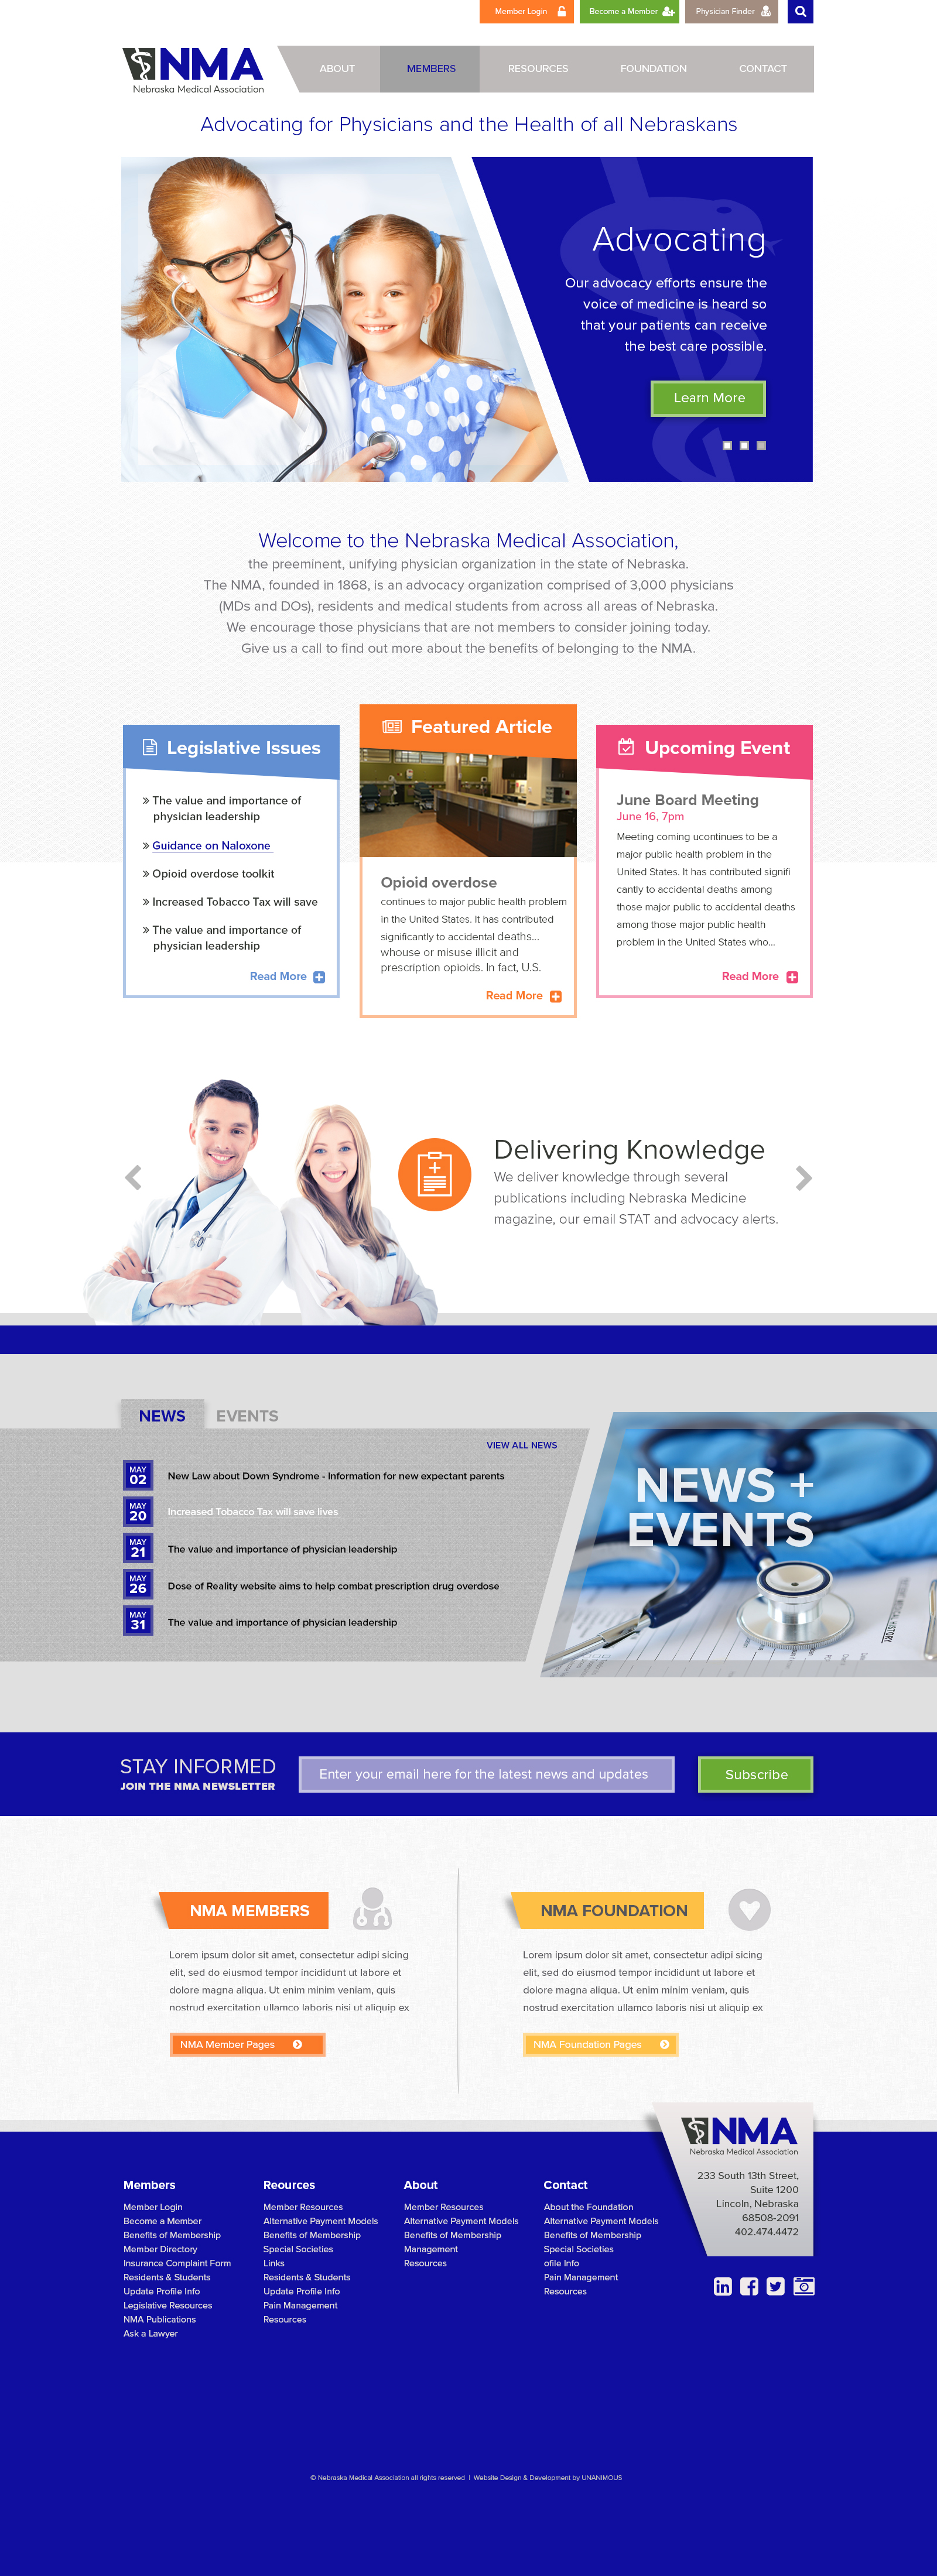 Member Login
Become a Member
Physician Finder
NMA
Nebraska Medical Association
ABOUT
MEMBERS
RESOURCES
FOUNDATION
CONTACT
Advocating for Physicians and the Health of all Nebraskans
Advocating
Our advocacy efforts ensure the
voice of medicine is heard so
that your patients can receive
the best care possible.
Learn More
Welcome to the Nebraska Medical Association,
the preeminent, unifying physician organization in the state of Nebraska.
The NMA, founded in 1868, is an advocacy organization comprised of 3,000 physicians
(MDs and DOs), residents and medical students from across all areas of Nebraska.
We encourage those physicians that are not members to consider joining today.
Give us a call to find out more about the benefits of belonging to the NMA.
Legislative Issues
» The value and importance of
physician leadership
» Guidance on Naloxone
» Opioid overdose toolkit
» Increased Tobacco Tax will save
» The value and importance of
physician leadership
Read More
Featured Article
Opioid overdose
continues to major public health problem
in the United States. It has contributed
significantly to accidental deaths...
whouse or misuse illicit and
prescription opioids. In fact, U.S.
Read More
Upcoming Event
June Board Meeting
June 16, 7pm
Meeting coming ucontinues to be a
major public health problem in the
United States. It has contributed signifi
cantly to accidental deaths among
those major public to accidental deaths
among those major public health
problem in the United States who...
Read More
Delivering Knowledge
We deliver knowledge through several
publications including Nebraska Medicine
magazine, our email STAT and advocacy alerts.
NEWS
EVENTS
VIEW ALL NEWS
MAY
02
New Law about Down Syndrome - Information for new expectant parents
MAY
20
Increased Tobacco Tax will save lives
MAY
21
The value and importance of physician leadership
MAY
26
Dose of Reality website aims to help combat prescription drug overdose
MAY
31
The value and importance of physician leadership
NEWS +
EVENTS
HISTORY
STAY INFORMED
JOIN THE NMA NEWSLETTER
Enter your email here for the latest news and updates
Subscribe
NMA MEMBERS
Lorem ipsum dolor sit amet, consectetur adipi sicing
elit, sed do eiusmod tempor incididunt ut labore et
dolore magna aliqua. Ut enim minim veniam, quis
nostrud exercitation ullamco laboris nisi ut aliquip ex
NMA Member Pages
NMA FOUNDATION
Lorem ipsum dolor sit amet, consectetur adipi sicing
elit, sed do eiusmod tempor incididunt ut labore et
dolore magna aliqua. Ut enim minim veniam, quis
nostrud exercitation ullamco laboris nisi ut aliquip ex
NMA Foundation Pages
NMA
Nebraska Medical Association
233 South 13th Street,
Suite 1200
Lincoln, Nebraska
68508-2091
402.474.4472
Members
Member Login
Become a Member
Benefits of Membership
Member Directory
Insurance Complaint Form
Residents & Students
Update Profile Info
Legislative Resources
NMA Publications
Ask a Lawyer
Reources
Member Resources
Alternative Payment Models
Benefits of Membership
Special Societies
Links
Residents & Students
Update Profile Info
Pain Management
Resources
About
Member Resources
Alternative Payment Models
Benefits of Membership
Management
Resources
Contact
About the Foundation
Alternative Payment Models
Benefits of Membership
Special Societies
ofile Info
Pain Management
Resources
© Nebraska Medical Association all rights reserved | Website Design & Development by UNANIMOUS